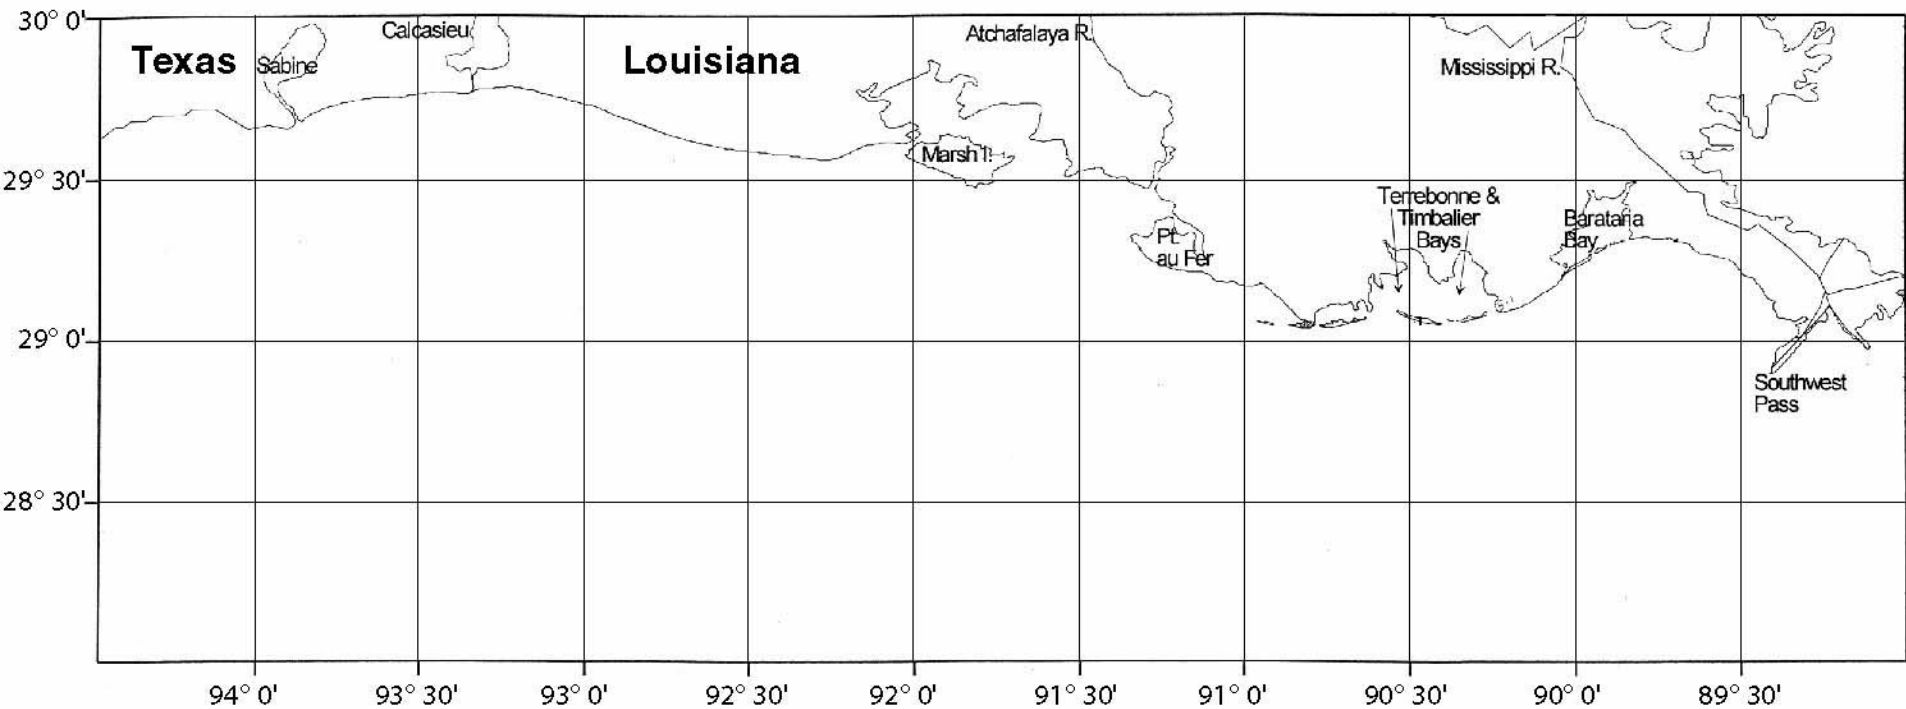 30° 0'
Texas
Sabine
Calcasieu
Louisiana
Atchafalaya R.
Mississippi R.
Marsh I.
29° 30'
Terrebonne &
Timbalier
Bays
Barataria
Bay
Pt.
au Fer
29° 0'
Southwest
Pass
28° 30'
94° 0'
93° 30'
93° 0'
92° 30'
92° 0'
91° 30'
91° 0'
90° 30'
90° 0'
89° 30'